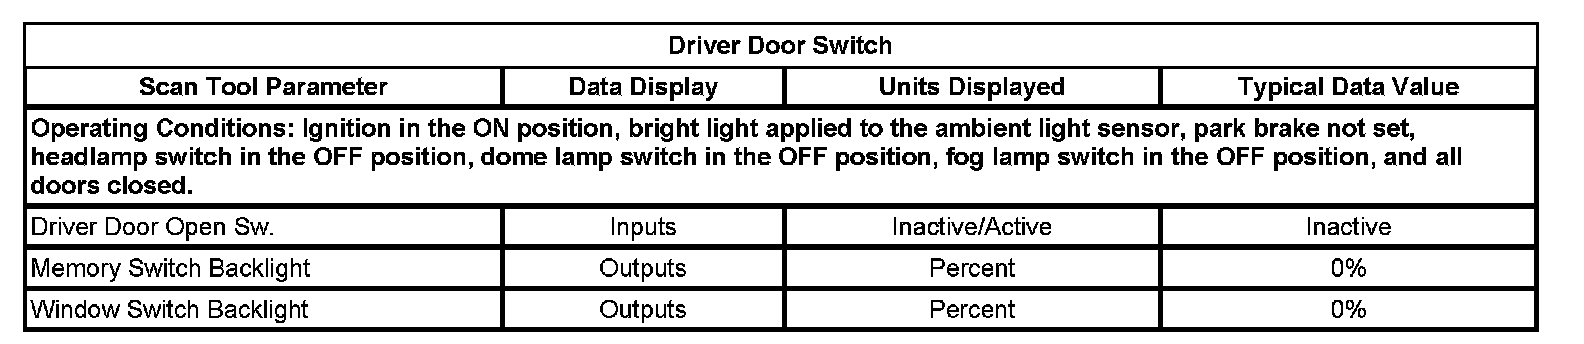 Driver Door Switch
Scan Tool Parameter Data Display Units Displayed Typical Data Value
Operating Conditions: Ignition in the ON position, bright light applied to the ambient light sensor, park brake not set,
headlamp switch in the OFF position, dome lamp switch in the OFF position, fog lamp switch in the OFF position, and all
doors closed.
Driver Door Open Sw. Inputs Inactive/Active Inactive
Memory Switch Backlight Outputs Percent 0%
Window Switch Backlight Outputs Percent 0%